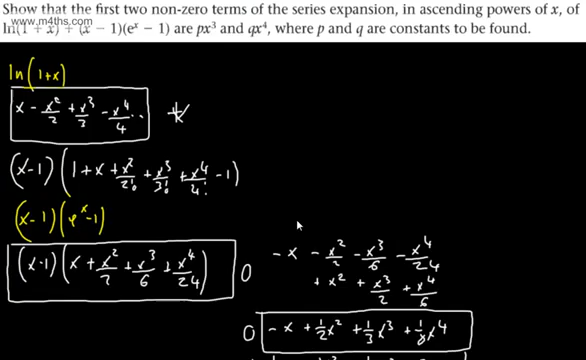 Show that the first two non-zero terms of the series expansion, in ascending powers of x, of
www.m4ths.com
ln(1 + x) + (x − 1)(eˣ − 1) are px³ and qx⁴, where p and q are constants to be found.
ln(1+x)
x - x²/2 + x³/3 - x⁴/4 ..
(x-1)(1 + x + x²/2! + x³/3! + x⁴/4! - 1)
(x-1)(eˣ-1)
(x-1)(x + x²/2 + x³/6 + x⁴/24)
0
- x - x²/2 - x³/6 - x⁴/24
+ x² + x³/2 + x⁴/6
0
- x + 1/2x² + 1/3x³ + 1/8x⁴